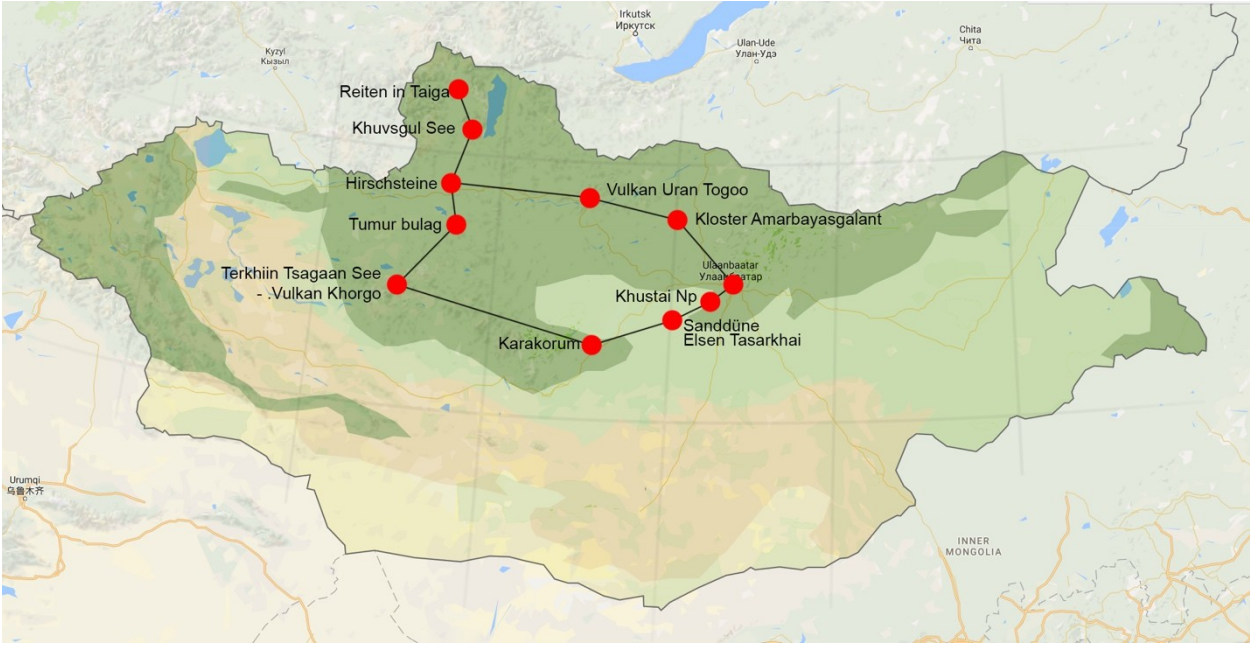 Irkutsk
Иркутск
Kyzyl
Кызыл
Ulan-Ude
Улан-Удэ
Chita
Чита
Reiten in Taiga
Khuvsgul See
Hirschsteine
Vulkan Uran Togoo
Tumur bulag
Kloster Amarbayasgalant
Terkhiin Tsagaan See
- .Vulkan Khorgo
Ulaanbaatar
Улаанбаатар
Khustai Np
Sanddüne
Elsen Tasarkhai
Karakorum
Urumqi
乌鲁木齐
INNER
MONGOLIA